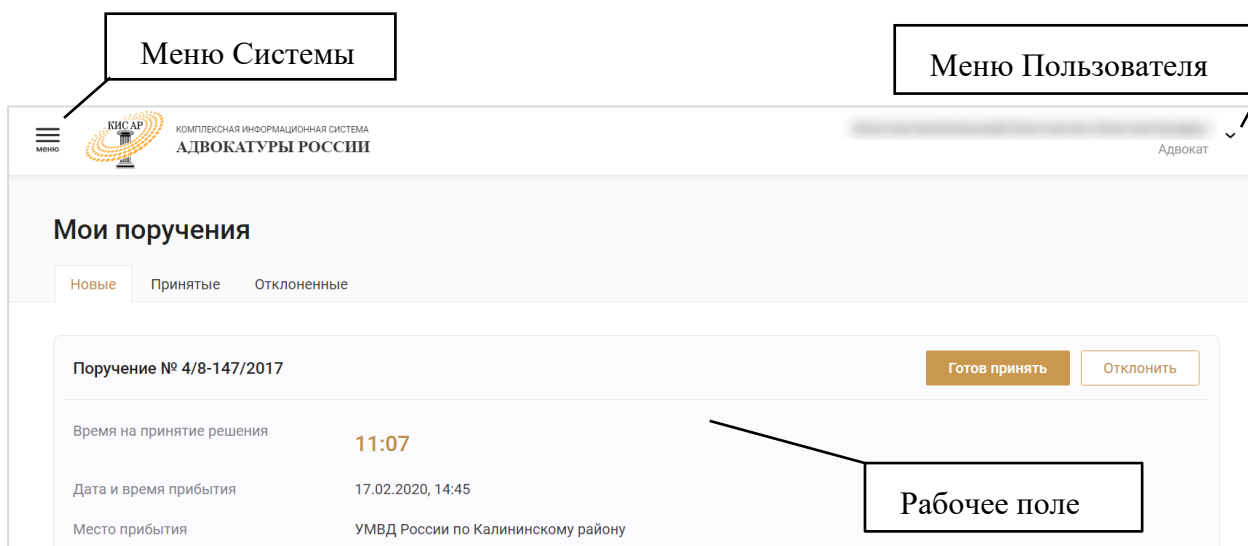 Меню Системы
Меню Пользователя
меню
КИС АР
КОМПЛЕКСНАЯ ИНФОРМАЦИОННАЯ СИСТЕМА
АДВОКАТУРЫ РОССИИ
Адвокат
Мои поручения
Новые Принятые Отклоненные
Поручение № 4/8-147/2017 Готов принять Отклонить
Время на принятие решения 11:07
Дата и время прибытия 17.02.2020, 14:45
Рабочее поле
Место прибытия УМВД России по Калининскому району